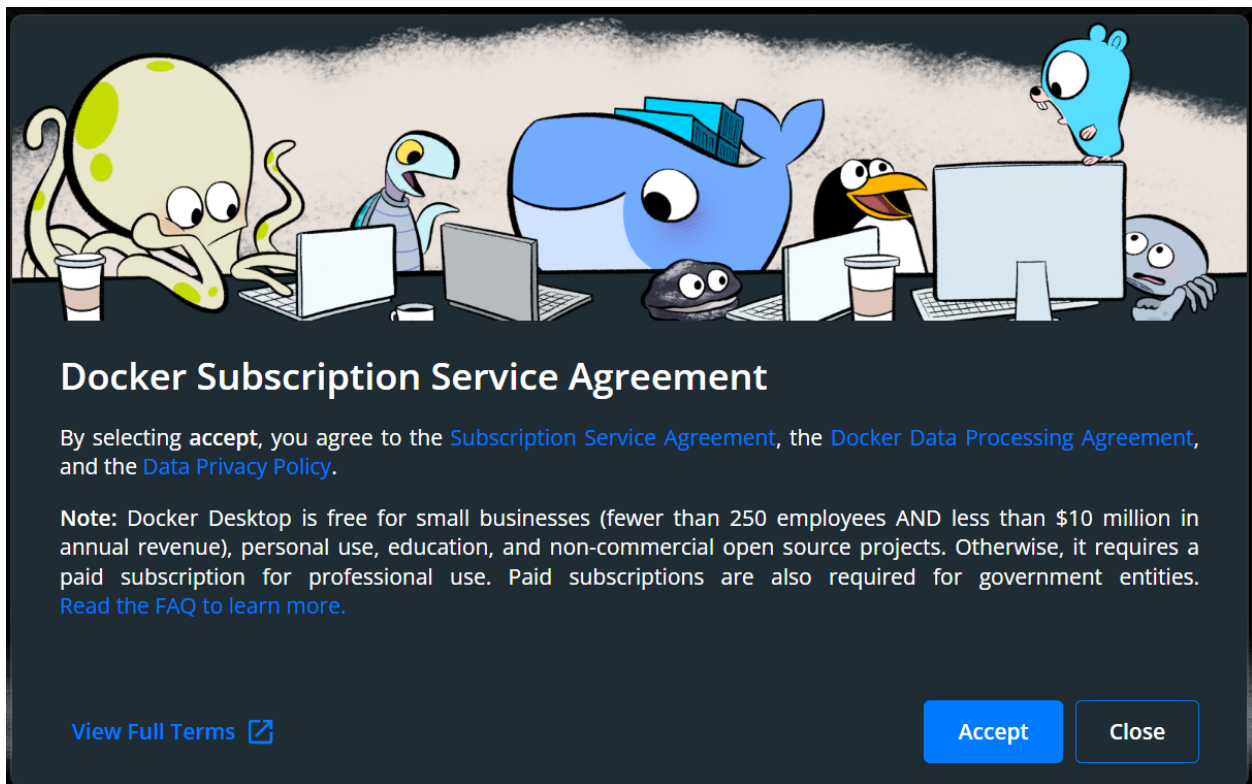 Docker Subscription Service Agreement
By selecting accept, you agree to the Subscription Service Agreement, the Docker Data Processing Agreement,
and the Data Privacy Policy.
Note: Docker Desktop is free for small businesses (fewer than 250 employees AND less than $10 million in
annual revenue), personal use, education, and non-commercial open source projects. Otherwise, it requires a
paid subscription for professional use. Paid subscriptions are also required for government entities.
Read the FAQ to learn more.
View Full Terms
Accept
Close